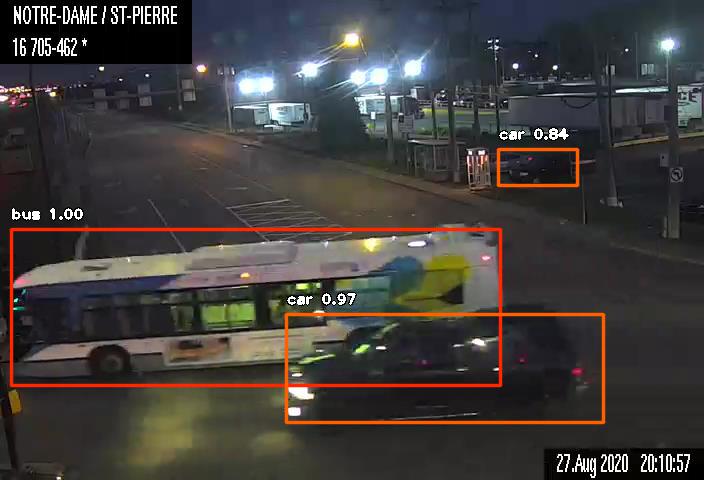 NOTRE-DAME / ST-PIERRE
16 705-462 *
car 0.84
bus 1.00
car 0.97
27.Aug 2020 20:10:57